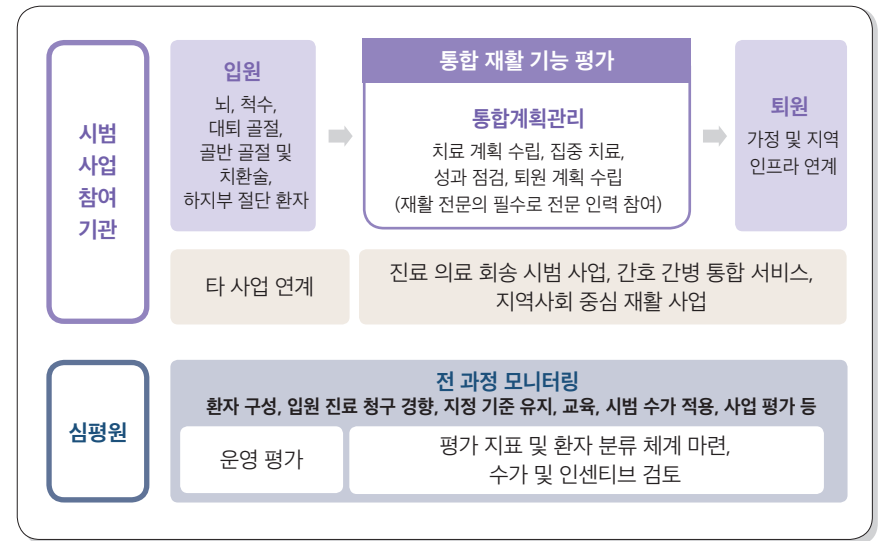 시범
사업
참여
기관
입원
뇌, 척수,
대퇴 골절,
골반 골절 및
치환술,
하지부 절단 환자
통합 재활 기능 평가
통합계획관리
치료 계획 수립, 집중 치료,
성과 점검, 퇴원 계획 수립
(재활 전문의 필수로 전문 인력 참여)
퇴원
가정 및 지역
인프라 연계
타 사업 연계
진료 의료 회송 시범 사업, 간호 간병 통합 서비스,
지역사회 중심 재활 사업
심평원
전 과정 모니터링
환자 구성, 입원 진료 청구 경향, 지정 기준 유지, 교육, 시범 수가 적용, 사업 평가 등
운영 평가
평가 지표 및 환자 분류 체계 마련,
수가 및 인센티브 검토